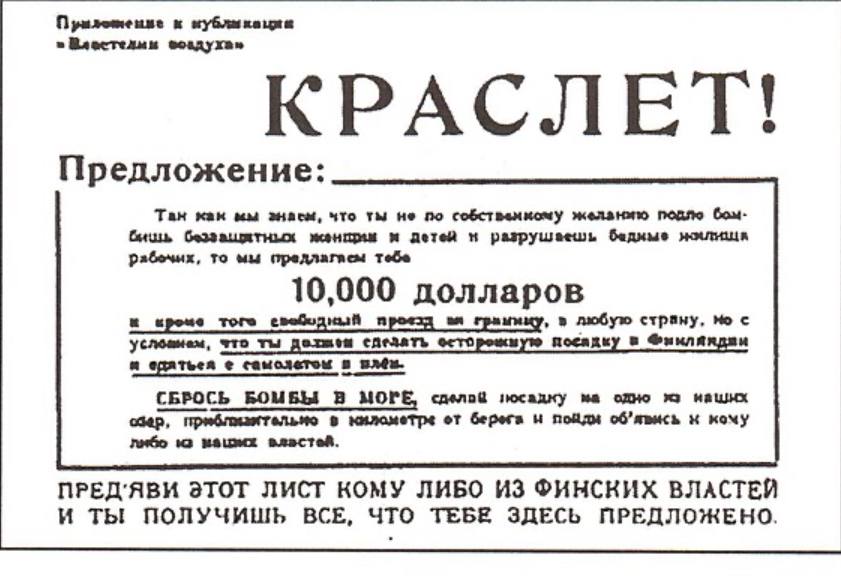 Приложение к публикации
«Властелин воздуха»
КРАСЛЕТ!
Предложение:
Так как мы знаем, что ты не по собственному желанию подло бом-
бишь беззащитных женщин и детей и разрушаешь бедные жилища
рабочих, то мы предлагаем тебе
10,000 долларов
и кроме того свободный проезд за границу, в любую страну, но с
условием, что ты должен сделать осторожную посадку в Финляндии
и сдаться с самолетом в плен.
СБРОСЬ БОМБЫ В МОРЕ, сделай посадку на одно из наших
озер, приблизительно в километре от берега и пойди об'явись к кому
либо из наших властей.
ПРЕД'ЯВИ ЭТОТ ЛИСТ КОМУ ЛИБО ИЗ ФИНСКИХ ВЛАСТЕЙ
И ТЫ ПОЛУЧИШЬ ВСЕ, ЧТО ТЕБЕ ЗДЕСЬ ПРЕДЛОЖЕНО.